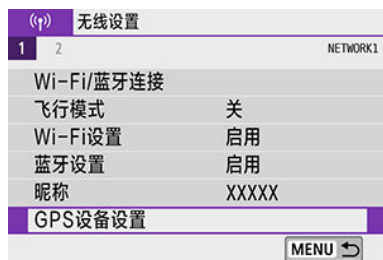 无线设置
1 2 NETWORK1
Wi-Fi/蓝牙连接
飞行模式 关
Wi-Fi设置 启用
蓝牙设置 启用
昵称 XXXXX
GPS设备设置
MENU